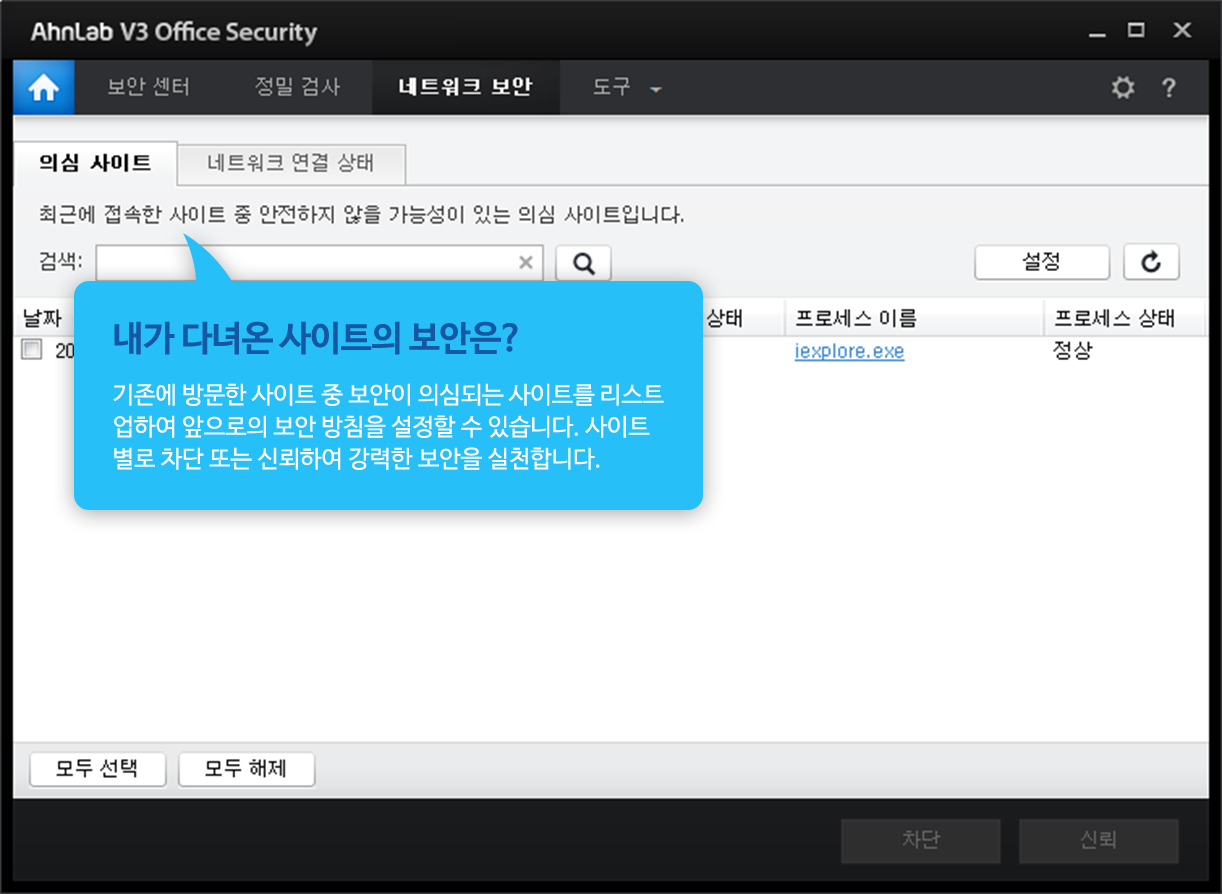 AhnLab V3 Office Security
보안 센터
정밀 검사
네트워크 보안
도구
?
의심 사이트
네트워크 연결 상태
최근에 접속한 사이트 중 안전하지 않을 가능성이 있는 의심 사이트입니다.
검색:
설정
날짜
상태
프로세스 이름
프로세스 상태
20
iexplore.exe
정상
내가 다녀온 사이트의 보안은?
기존에 방문한 사이트 중 보안이 의심되는 사이트를 리스트
업하여 앞으로의 보안 방침을 설정할 수 있습니다. 사이트
별로 차단 또는 신뢰하여 강력한 보안을 실천합니다.
모두 선택
모두 해제
차단
신뢰